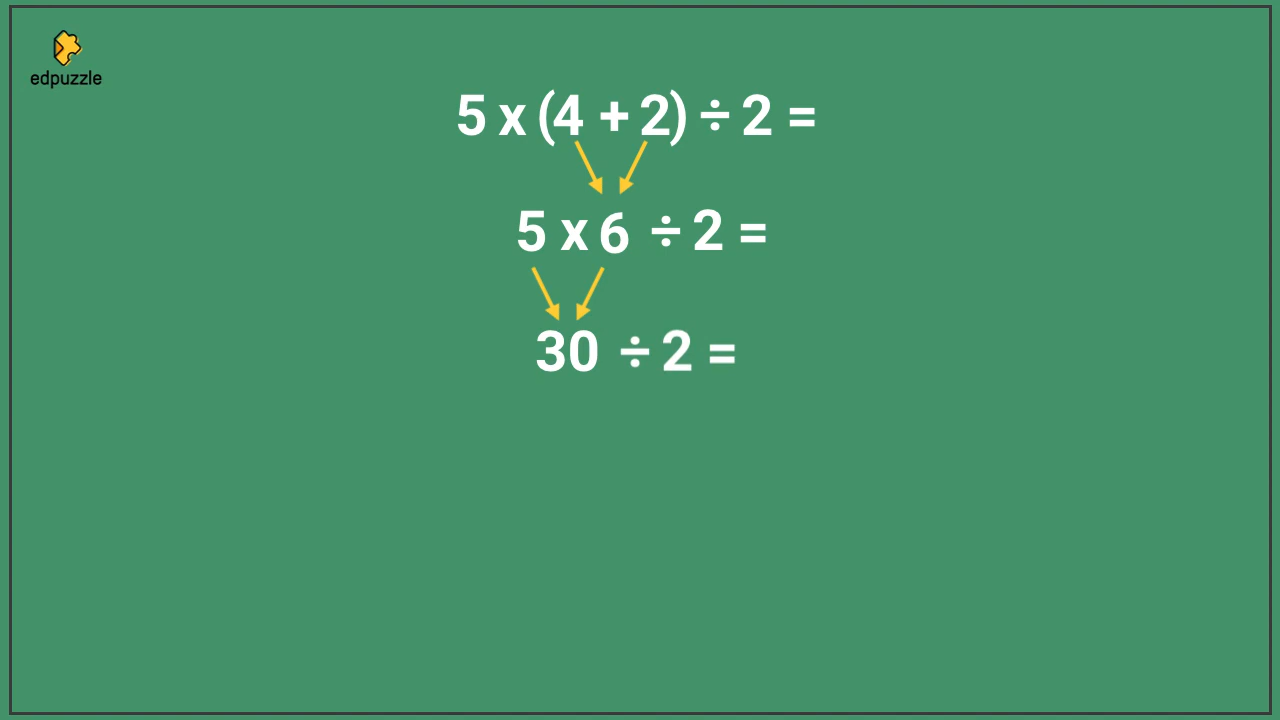 edpuzzle
5 x (4 + 2) ÷ 2 =
5 x 6 ÷ 2 =
30 ÷ 2 =